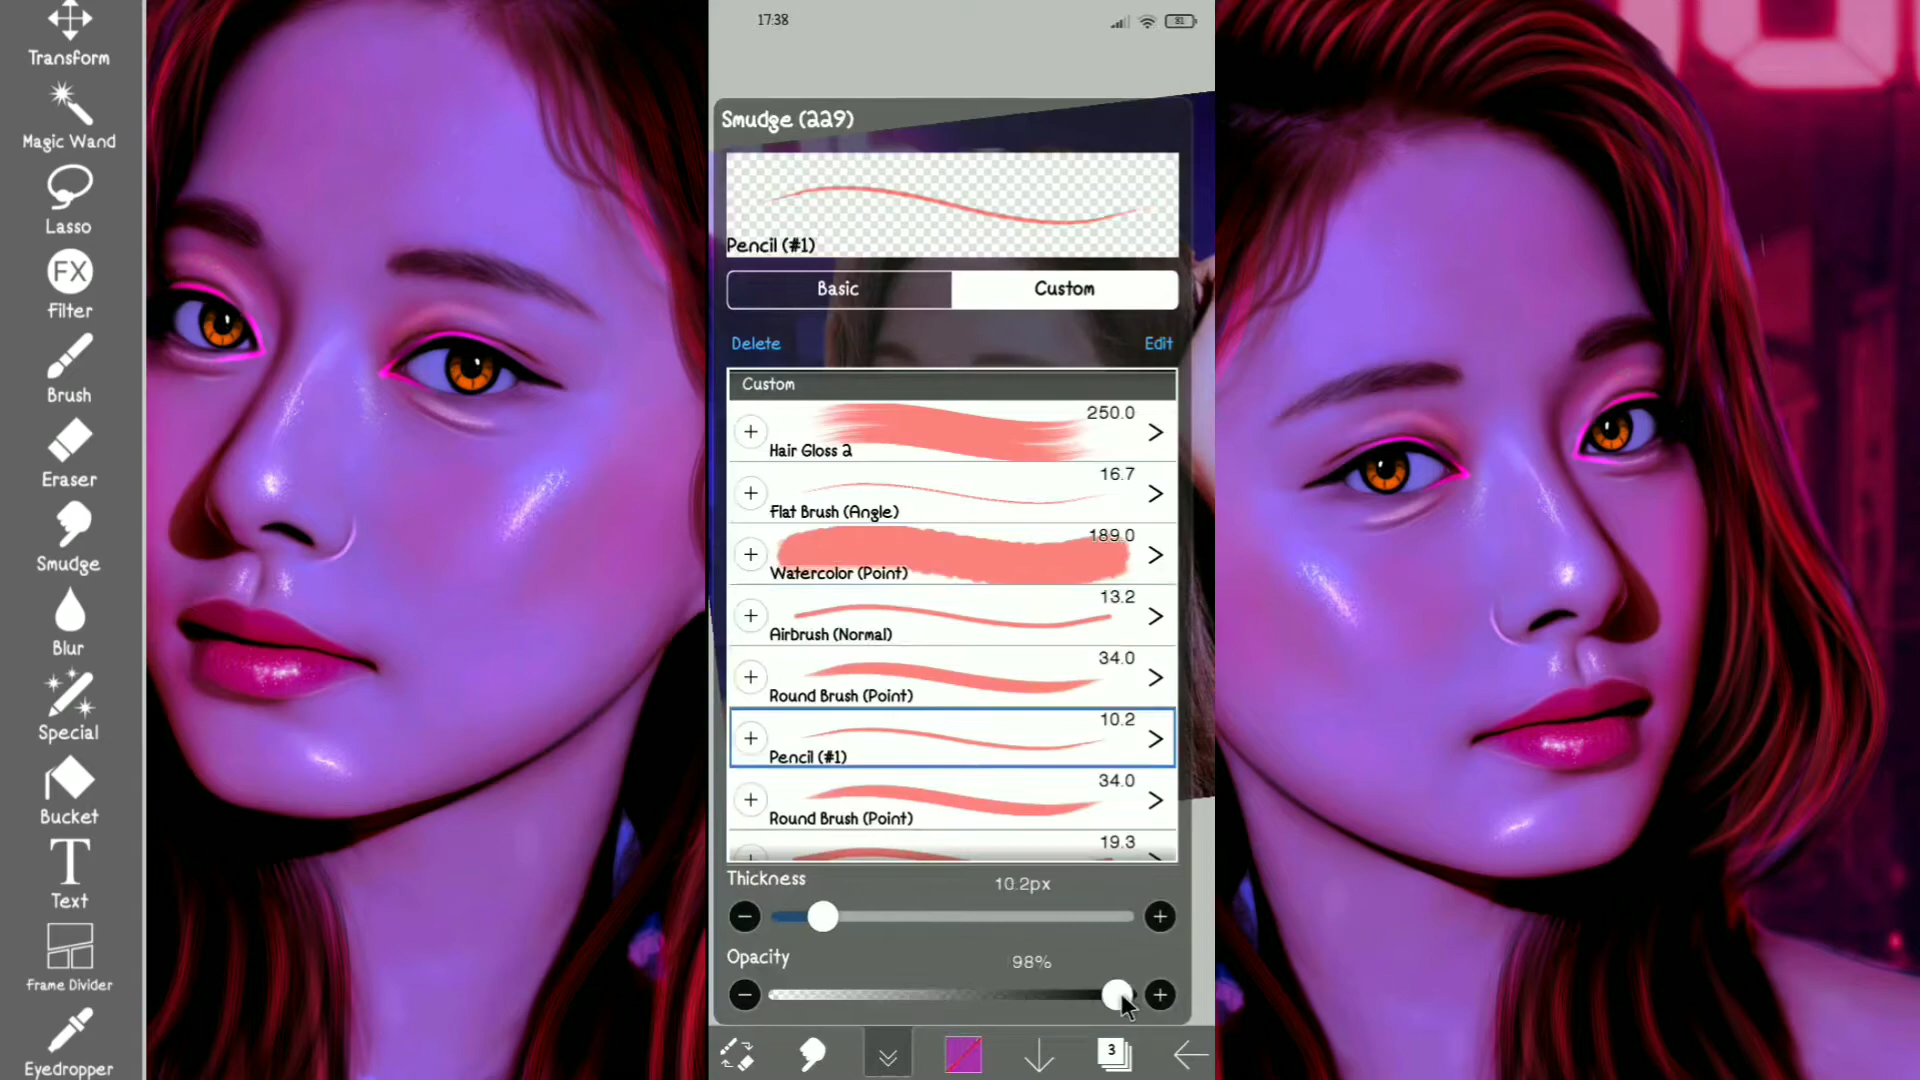 Transform
Magic Wand
Lasso
FX
Filter
Brush
Eraser
Smudge
Blur
Special
Bucket
T
Text
Frame Divider
Eyedropper
17:38
81
Smudge (229)
Pencil (#1)
Basic
Custom
Delete
Edit
Custom
250.0
Hair Gloss 2
16.7
Flat Brush (Angle)
189.0
Watercolor (Point)
13.2
Airbrush (Normal)
34.0
Round Brush (Point)
10.2
Pencil (#1)
34.0
Round Brush (Point)
19.3
Thickness
10.2px
Opacity
98%
3